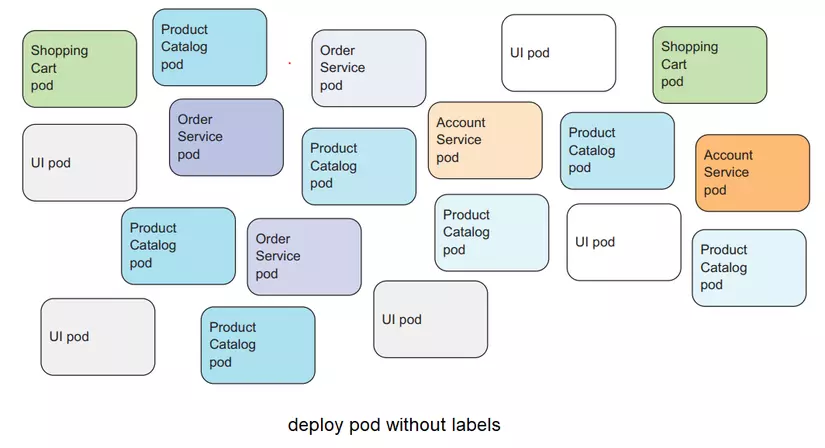 Shopping
Cart
pod
Product
Catalog
pod
Order
Service
pod
UI pod
Shopping
Cart
pod
UI pod
Order
Service
pod
Product
Catalog
pod
Account
Service
pod
Product
Catalog
pod
Account
Service
pod
Product
Catalog
pod
Order
Service
pod
Product
Catalog
pod
UI pod
Product
Catalog
pod
UI pod
Product
Catalog
pod
UI pod
deploy pod without labels